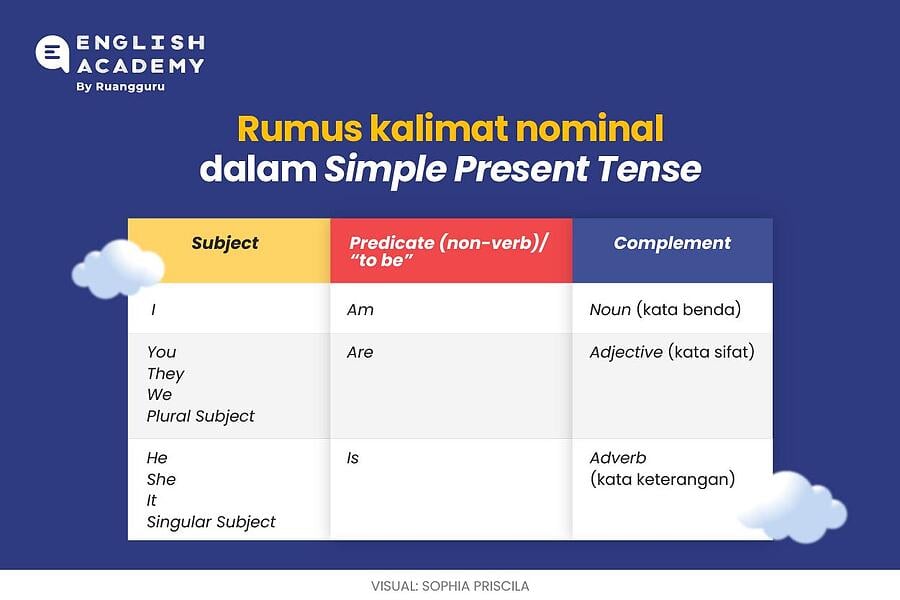 ENGLISH
ACADEMY
By Ruangguru
Rumus kalimat nominal
dalam Simple Present Tense
Subject
Predicate (non-verb)/
“to be”
Complement
I
Am
Noun (kata benda)
You
They
We
Plural Subject
Are
Adjective (kata sifat)
He
She
It
Singular Subject
Is
Adverb
(kata keterangan)
VISUAL: SOPHIA PRISCILA